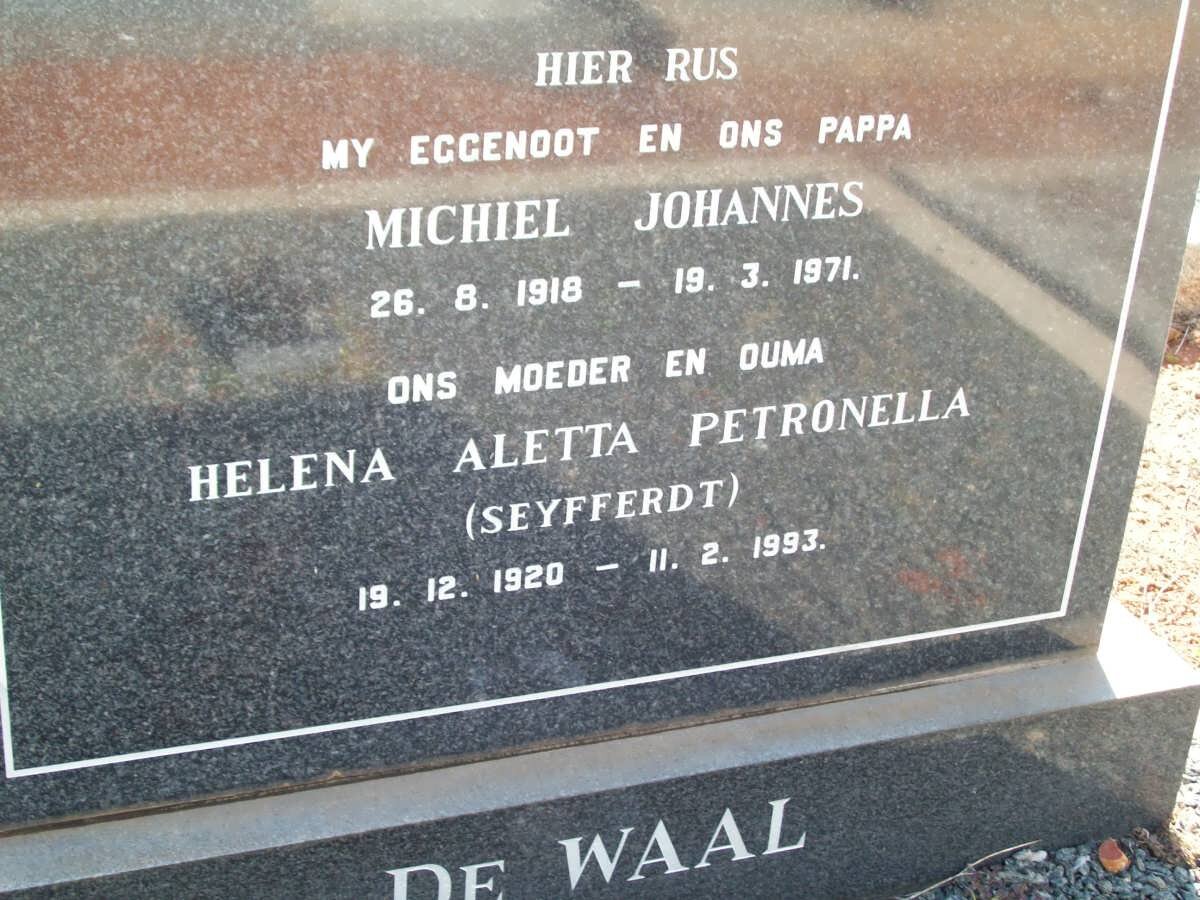 HIER RUS
MY EGGENOOT EN ONS PAPPA
MICHIEL JOHANNES
26. 8. 1918 – 19. 3. 1971.
ONS MOEDER EN OUMA
HELENA ALETTA PETRONELLA
(SEYFFERDT)
19. 12. 1920 – 11. 2. 1993.
DE WAAL